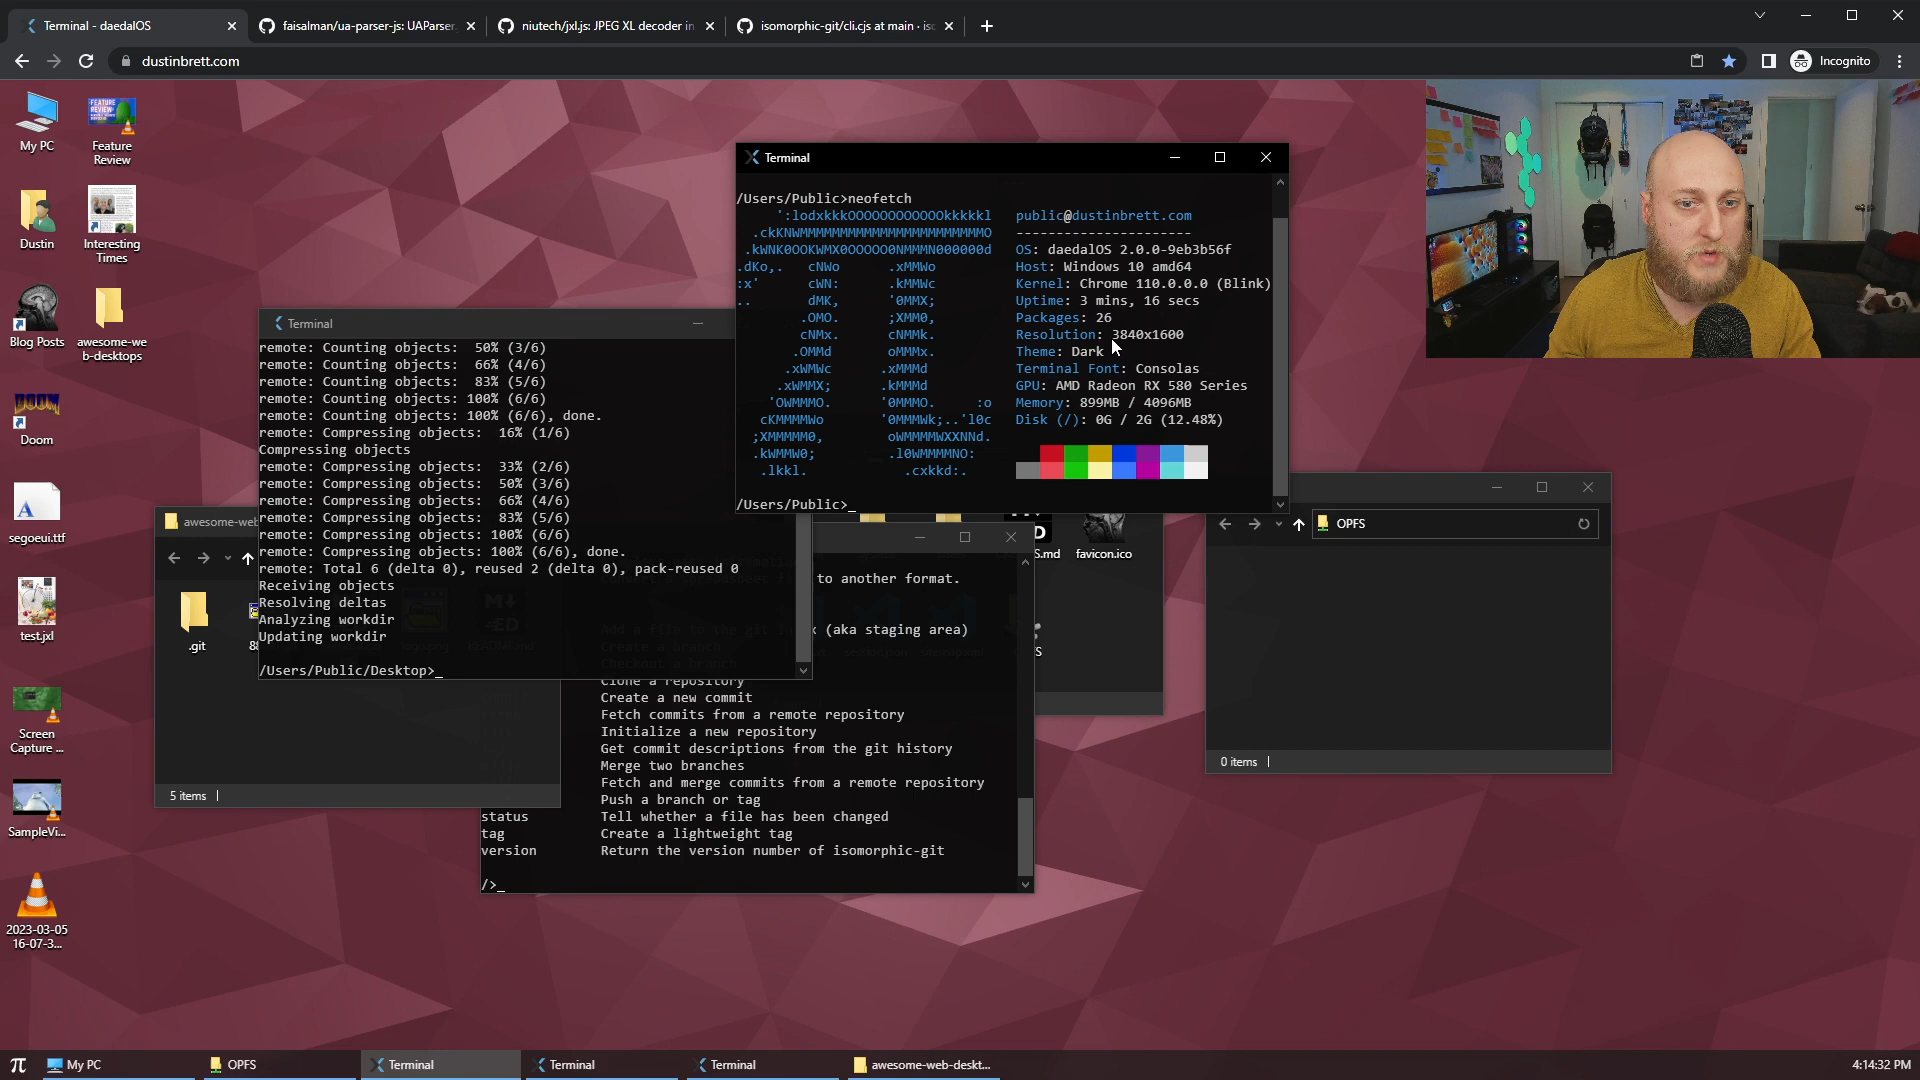 Terminal - daedalOS
faisalman/ua-parser-js: UAParser.
niutech/jxl.js: JPEG XL decoder in
isomorphic-git/cli.cjs at main · isc
dustinbrett.com
Incognito
My PC
Feature
Review
Dustin
Interesting
Times
Blog Posts
awesome-we
b-desktops
Doom
segoeui.ttf
test.jxl
Screen
Capture ...
SampleVi...
2023-03-05
16-07-3...
Terminal
/Users/Public>neofetch
public@dustinbrett.com
----------------------
OS: daedalOS 2.0.0-9eb3b56f
Host: Windows 10 amd64
Kernel: Chrome 110.0.0.0 (Blink)
Uptime: 3 mins, 16 secs
Packages: 26
Resolution: 3840x1600
Theme: Dark
Terminal Font: Consolas
GPU: AMD Radeon RX 580 Series
Memory: 899MB / 4096MB
Disk (/): 0G / 2G (12.48%)
/Users/Public>_
Terminal
remote: Counting objects:  50% (3/6)
remote: Counting objects:  66% (4/6)
remote: Counting objects:  83% (5/6)
remote: Counting objects: 100% (6/6)
remote: Counting objects: 100% (6/6), done.
remote: Compressing objects:  16% (1/6)
Compressing objects
remote: Compressing objects:  33% (2/6)
remote: Compressing objects:  50% (3/6)
remote: Compressing objects:  66% (4/6)
remote: Compressing objects:  83% (5/6)
remote: Compressing objects: 100% (6/6)
remote: Compressing objects: 100% (6/6), done.
remote: Total 6 (delta 0), reused 2 (delta 0), pack-reused 0
Receiving objects
Resolving deltas
Analyzing workdir
Updating workdir
/Users/Public/Desktop>_
awesome-web
.git
5 items
to another format.
(aka staging area)
Clone a repository
Create a new commit
Fetch commits from a remote repository
Initialize a new repository
Get commit descriptions from the git history
Merge two branches
Fetch and merge commits from a remote repository
Push a branch or tag
status Tell whether a file has been changed
tag Create a lightweight tag
version Return the version number of isomorphic-git
/>_
S.md
favicon.ico
OPFS
0 items
My PC
OPFS
Terminal
Terminal
Terminal
awesome-web-deskt...
4:14:32 PM